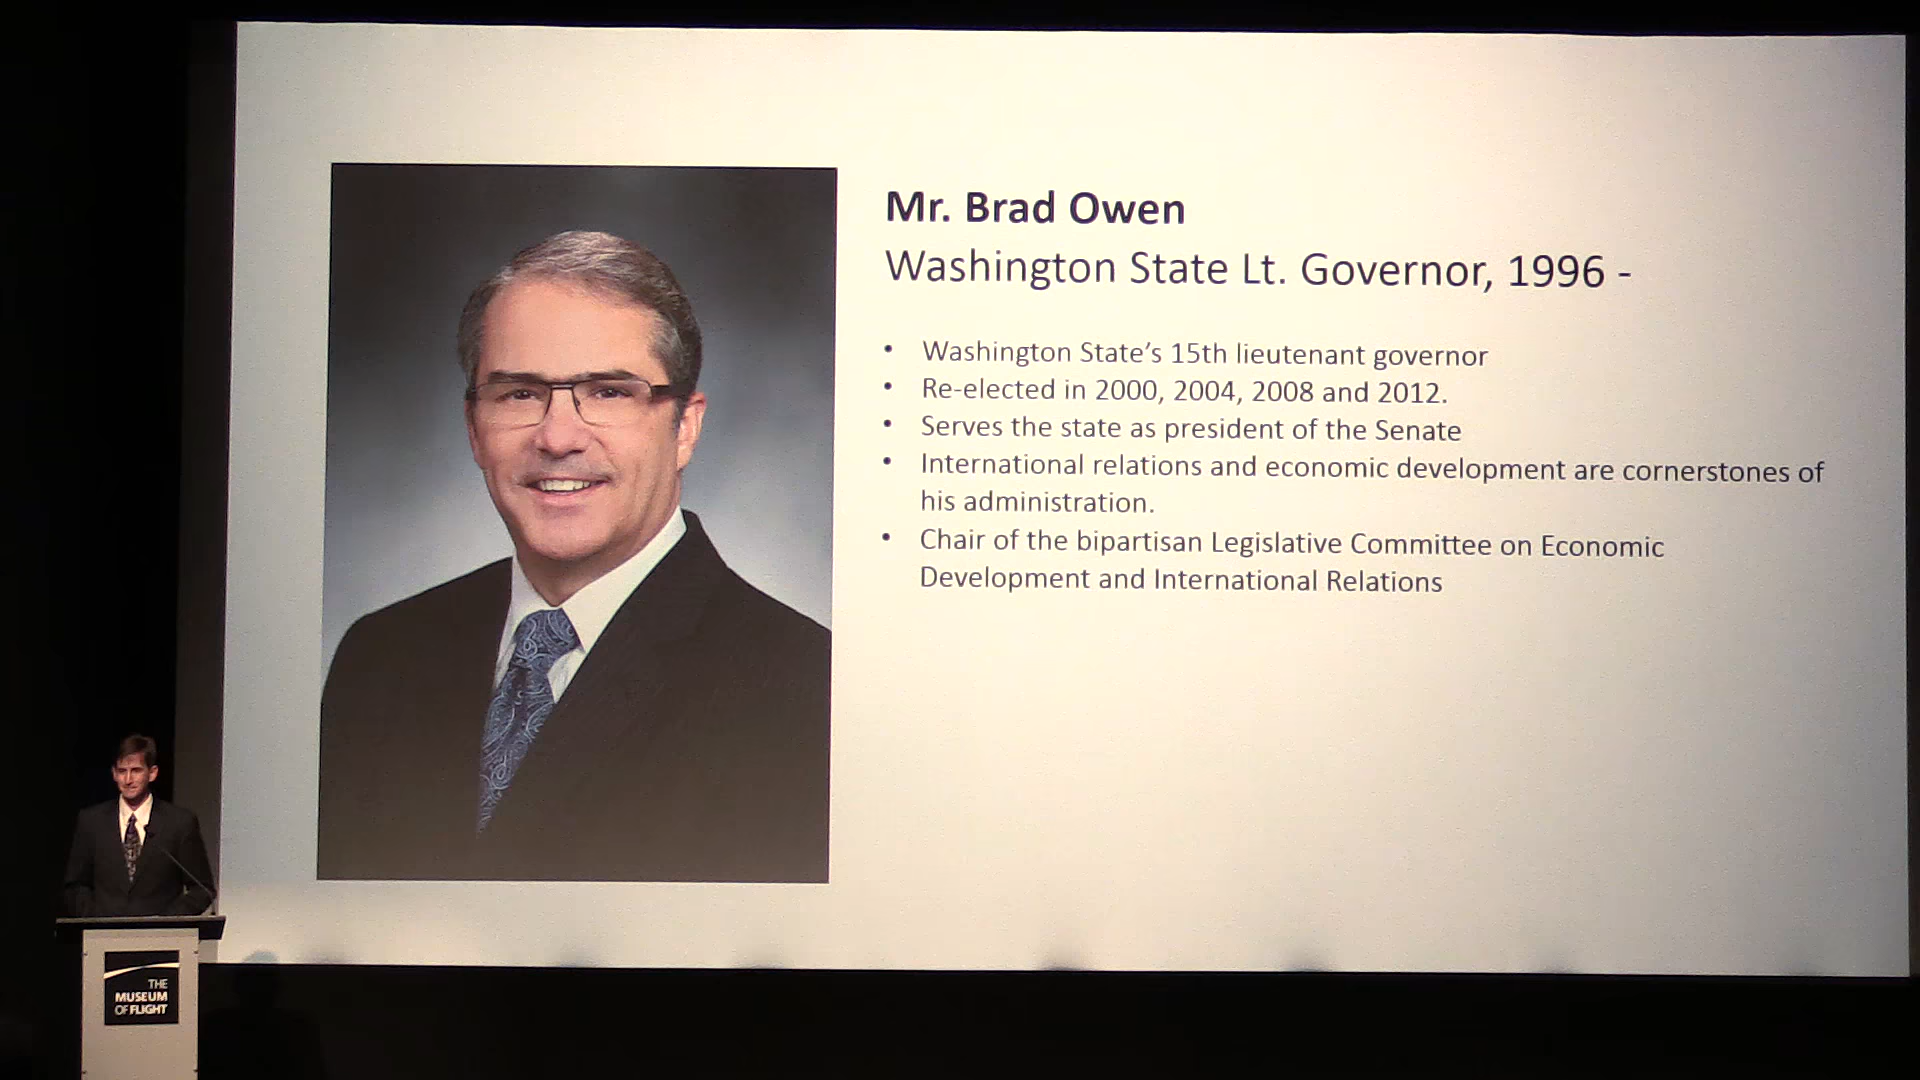 Mr. Brad Owen
Washington State Lt. Governor, 1996 -
• Washington State's 15th lieutenant governor
• Re-elected in 2000, 2004, 2008 and 2012.
• Serves the state as president of the Senate
• International relations and economic development are cornerstones of
his administration.
• Chair of the bipartisan Legislative Committee on Economic
Development and International Relations
THE
MUSEUM
OF FLIGHT